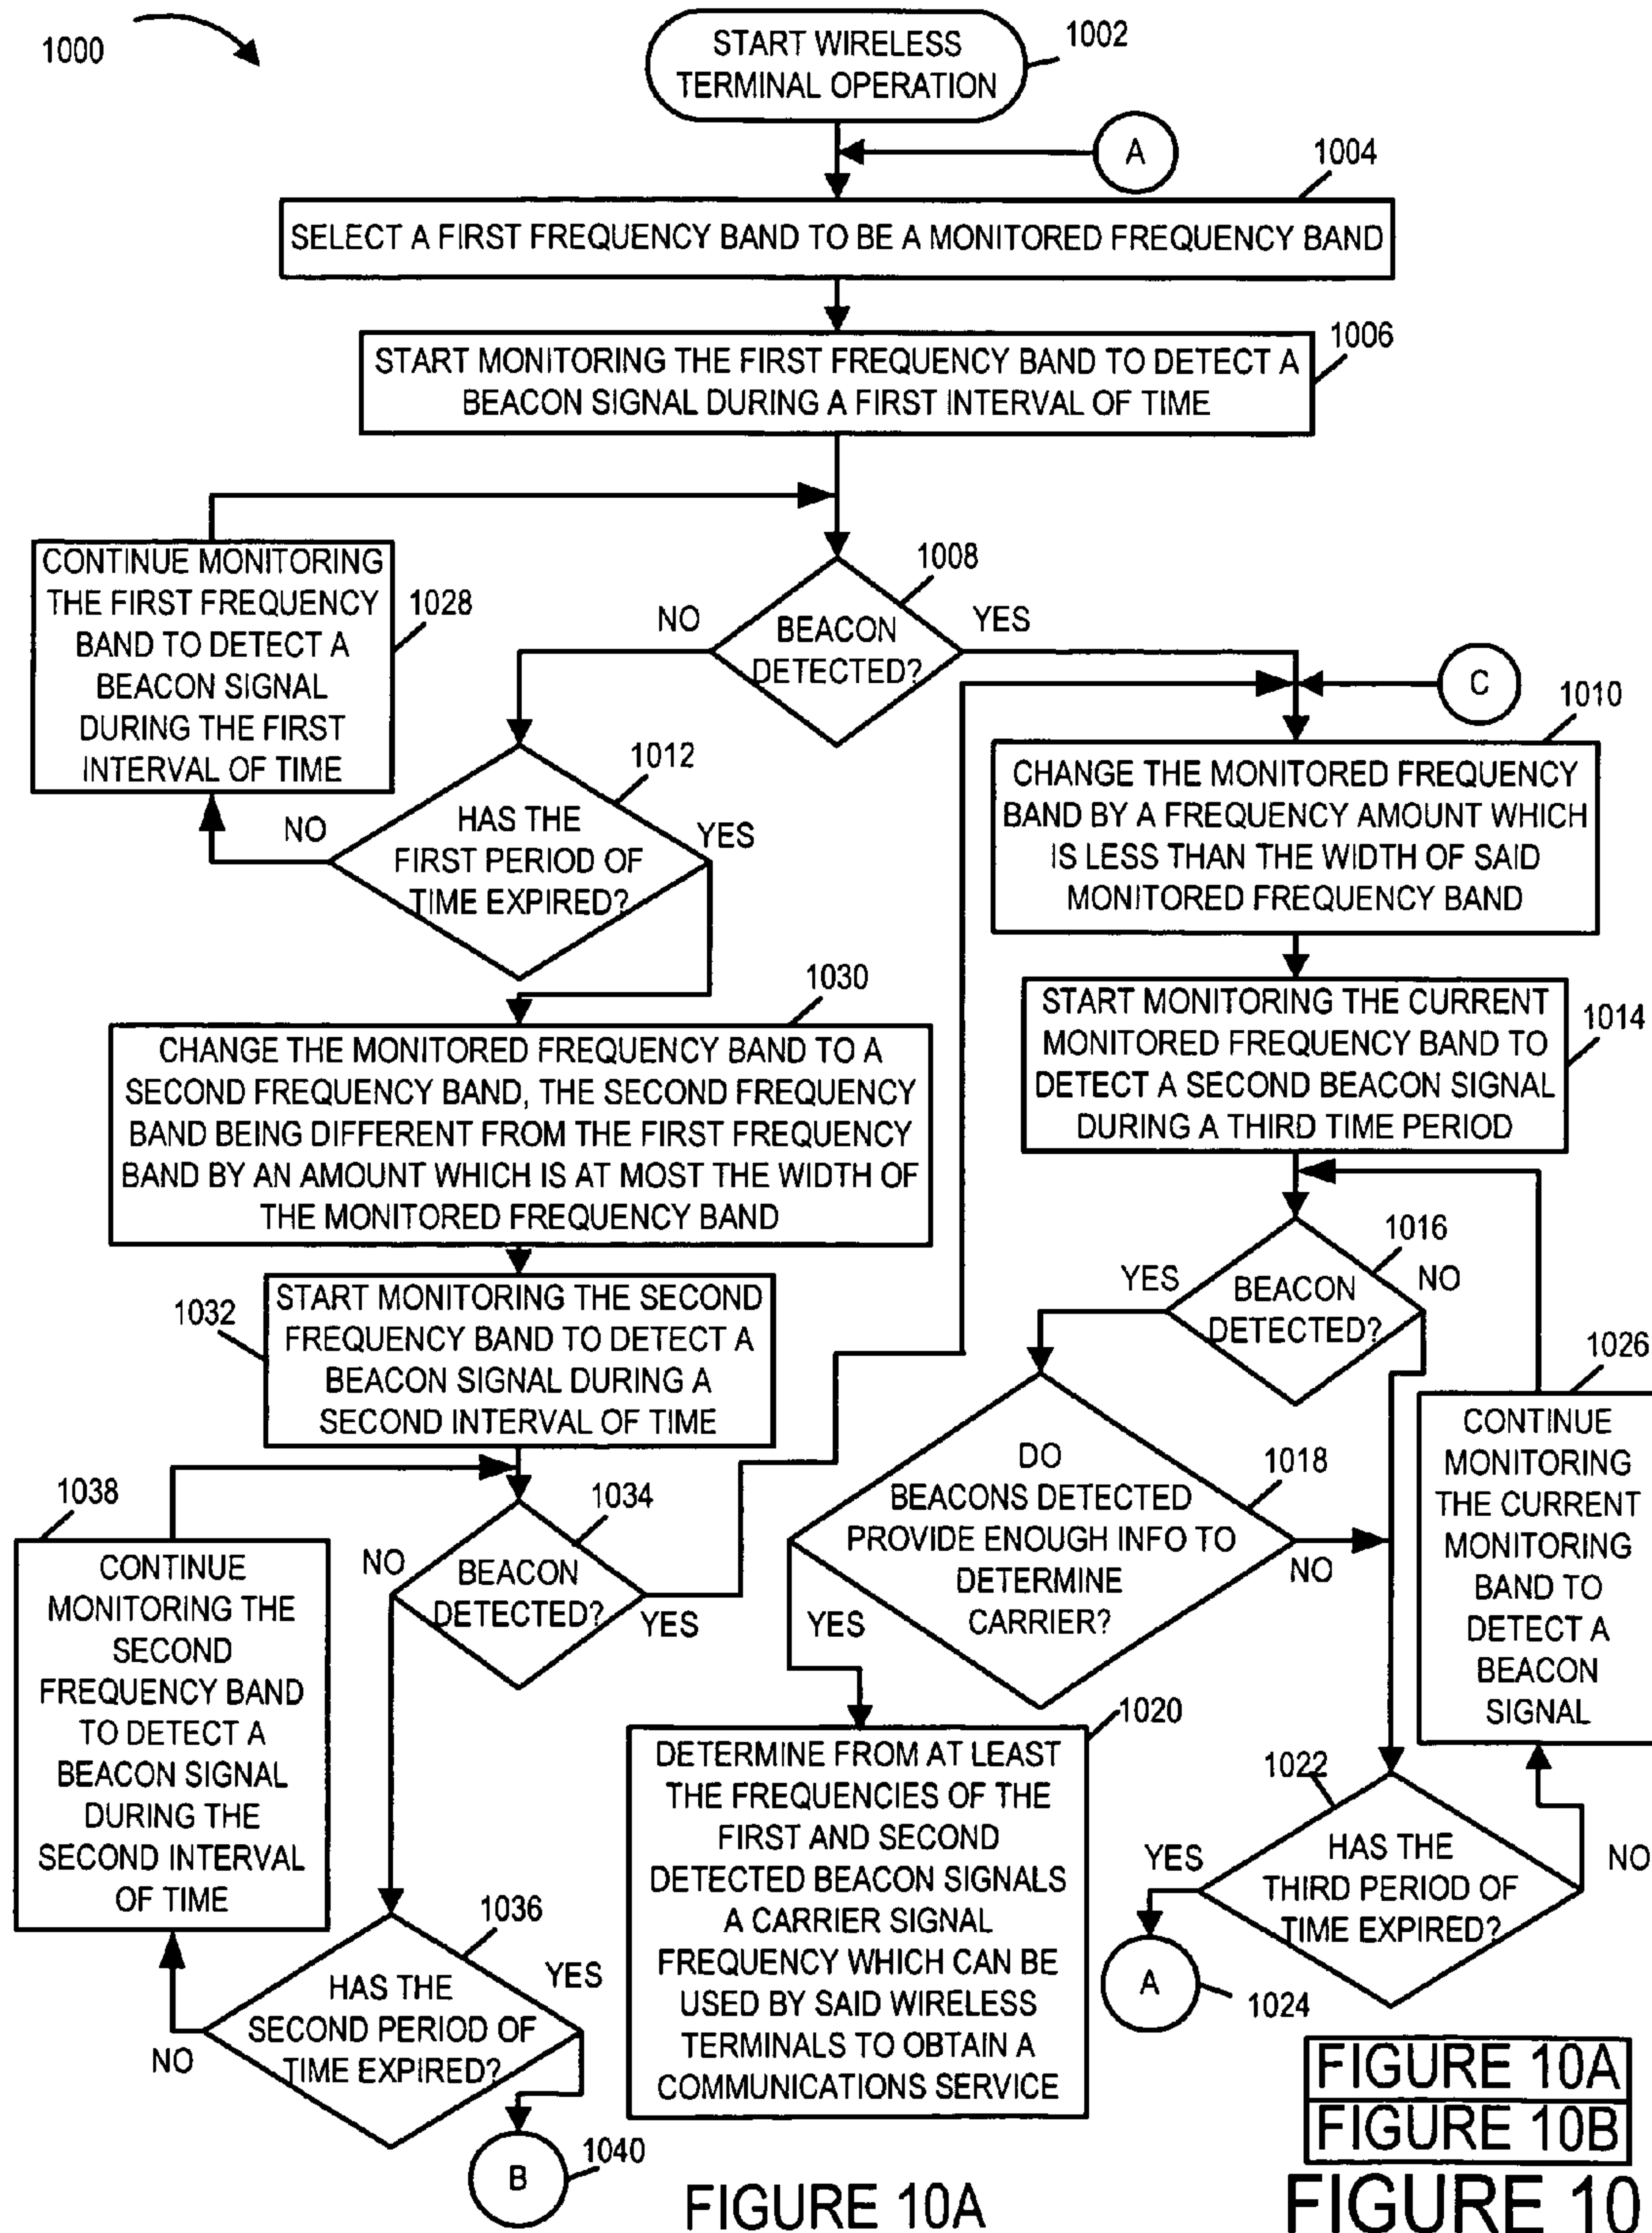 1000
START WIRELESS
TERMINAL OPERATION
1002
A
1004
SELECT A FIRST FREQUENCY BAND TO BE A MONITORED FREQUENCY BAND
1006
START MONITORING THE FIRST FREQUENCY BAND TO DETECT A
BEACON SIGNAL DURING A FIRST INTERVAL OF TIME
CONTINUE MONITORING
THE FIRST FREQUENCY
BAND TO DETECT A
BEACON SIGNAL
DURING THE FIRST
INTERVAL OF TIME
1028
1008
NO
BEACON
DETECTED?
YES
C
1010
CHANGE THE MONITORED FREQUENCY
BAND BY A FREQUENCY AMOUNT WHICH
IS LESS THAN THE WIDTH OF SAID
MONITORED FREQUENCY BAND
1012
NO
HAS THE
FIRST PERIOD OF
TIME EXPIRED?
YES
1030
CHANGE THE MONITORED FREQUENCY BAND TO A
SECOND FREQUENCY BAND, THE SECOND FREQUENCY
BAND BEING DIFFERENT FROM THE FIRST FREQUENCY
BAND BY AN AMOUNT WHICH IS AT MOST THE WIDTH OF
THE MONITORED FREQUENCY BAND
START MONITORING THE CURRENT
MONITORED FREQUENCY BAND TO
DETECT A SECOND BEACON SIGNAL
DURING A THIRD TIME PERIOD
1014
1016
YES
BEACON
DETECTED?
NO
1032
START MONITORING THE SECOND
FREQUENCY BAND TO DETECT A
BEACON SIGNAL DURING A
SECOND INTERVAL OF TIME
1026
CONTINUE
MONITORING
THE CURRENT
MONITORING
BAND TO
DETECT A
BEACON
SIGNAL
DO
BEACONS DETECTED
PROVIDE ENOUGH INFO TO
DETERMINE
CARRIER?
1018
NO
YES
1038
CONTINUE
MONITORING THE
SECOND
FREQUENCY BAND
TO DETECT A
BEACON SIGNAL
DURING THE
SECOND INTERVAL
OF TIME
1034
NO
BEACON
DETECTED?
YES
1020
DETERMINE FROM AT LEAST
THE FREQUENCIES OF THE
FIRST AND SECOND
DETECTED BEACON SIGNALS
A CARRIER SIGNAL
FREQUENCY WHICH CAN BE
USED BY SAID WIRELESS
TERMINALS TO OBTAIN A
COMMUNICATIONS SERVICE
1022
YES
HAS THE
THIRD PERIOD OF
TIME EXPIRED?
NO
A
1024
1036
YES
HAS THE
SECOND PERIOD OF
TIME EXPIRED?
NO
B
1040
FIGURE 10A
FIGURE 10A
FIGURE 10B
FIGURE 10